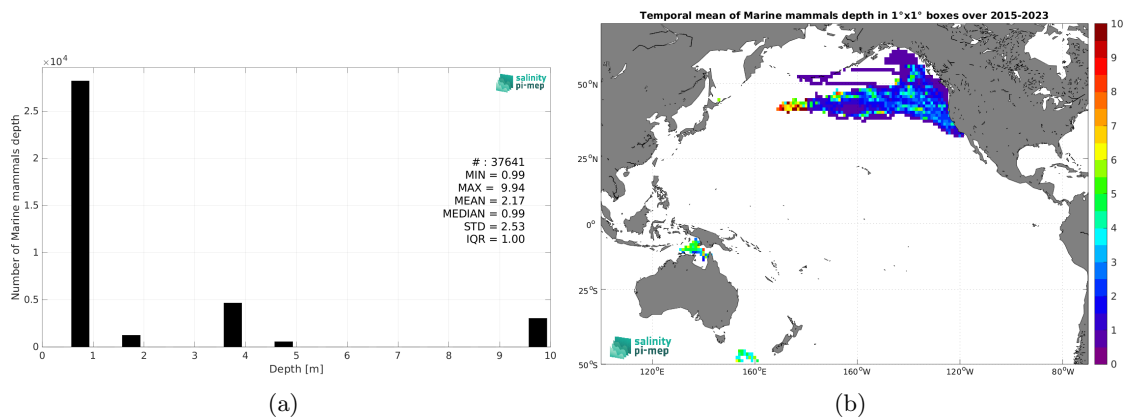 ×10⁴
2.5
2
1.5
1
0.5
0
Number of Marine mammals depth
salinity
pi-mep
# : 37641
MIN = 0.99
MAX = 9.94
MEAN = 2.17
MEDIAN = 0.99
STD = 2.53
IQR = 1.00
0 1 2 3 4 5 6 7 8 9 10
Depth [m]
(a)
Temporal mean of Marine mammals depth in 1°x1° boxes over 2015-2023
50°N
25°N
0°
25°S
50°S
120°E 160°E 160°W 120°W 80°W
salinity
pi-mep
10
9
8
7
6
5
4
3
2
1
0
(b)